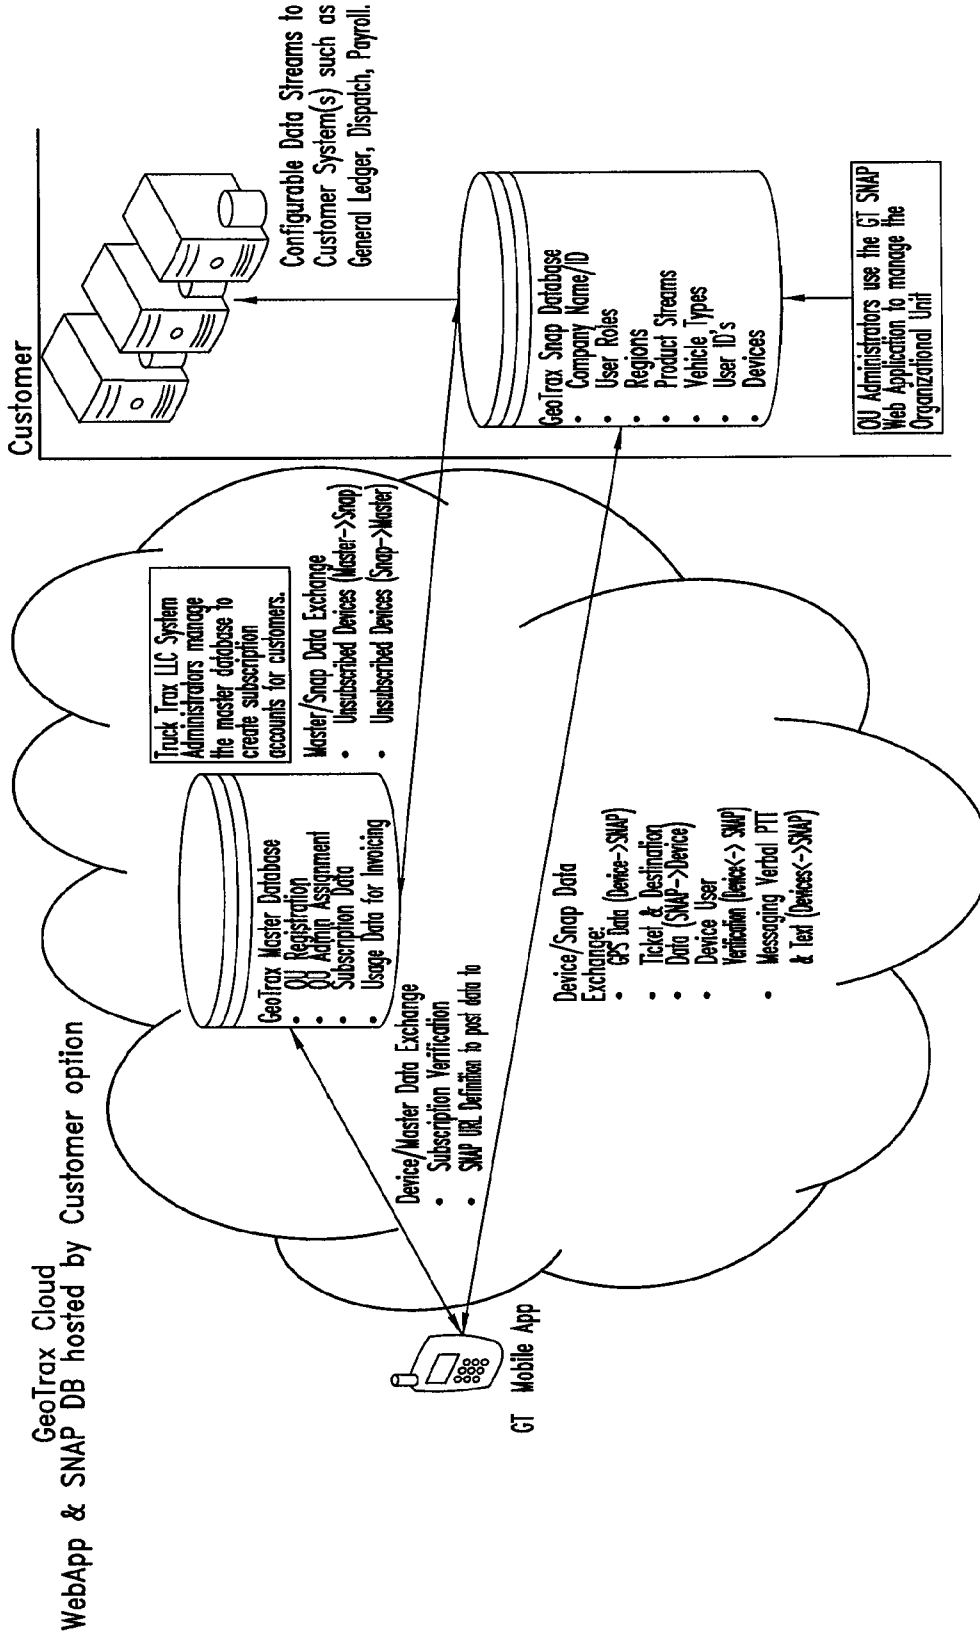 GeoTrax Cloud
WebApp & SNAP DB hosted by Customer option
Customer
Configurable Data Streams to
Customer System(s) such as
General Ledger, Dispatch, Payroll.
Truck Trax LLC System
Administrators manage
the master database to
create subscription
accounts for customers.
GeoTrax Master Database
• OU Registration
• OU Admin Assignment
• Subscription Data
• Usage Data for Invoicing
Master/Snap Data Exchange
• Unsubscribed Devices (Master->Snap)
• Unsubscribed Devices (Snap->Master)
GeoTrax Snap Database
• Company Name/ID
• User Roles
• Regions
• Product Streams
• Vehicle Types
• User ID's
• Devices
OU Administrators use the GT SNAP
Web Application to manage the
Organizational Unit
Device/Master Data Exchange
• Subscription Verification
• SNAP URL Definition to post data to
Device/Snap Data
Exchange:
• GPS Data (Device->SNAP)
• Ticket & Destination
• Data (SNAP->Device)
• Device User
Verification (Device<-> SNAP)
• Messaging Verbal PTT
& Text (Devices<->SNAP)
GT Mobile App